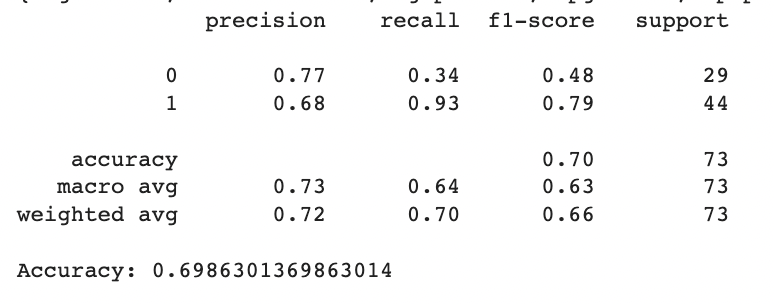 precision recall f1-score support
0 0.77 0.34 0.48 29
1 0.68 0.93 0.79 44
accuracy 0.70 73
macro avg 0.73 0.64 0.63 73
weighted avg 0.72 0.70 0.66 73
Accuracy: 0.6986301369863014